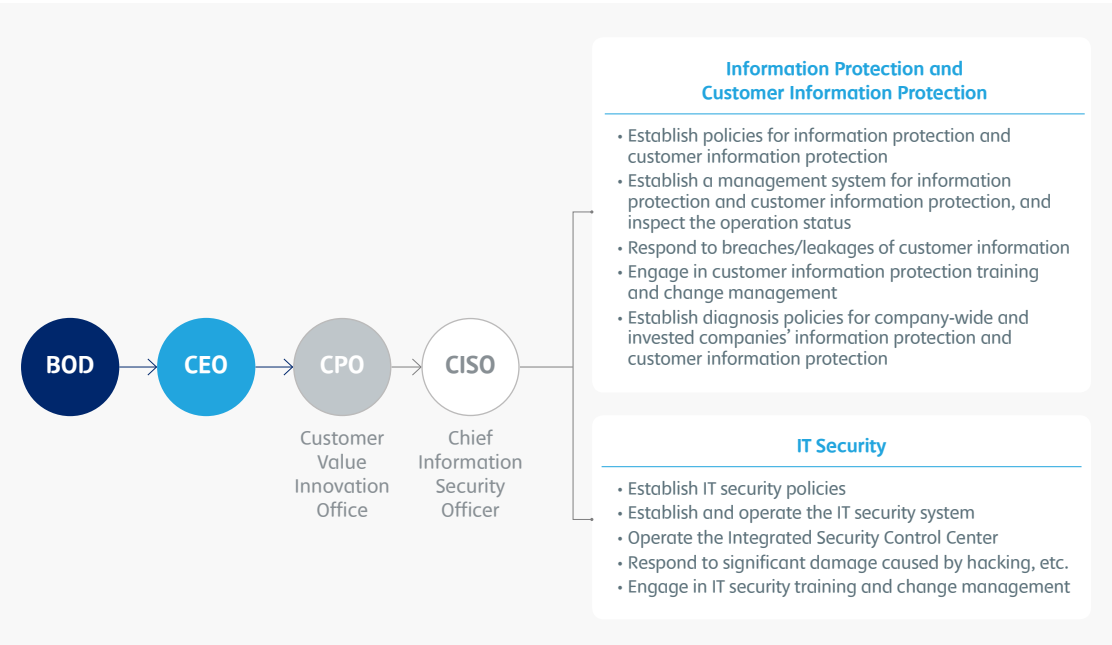 BOD
CEO
CPO
CISO
Customer
Value
Innovation
Office
Chief
Information
Security
Officer
Information Protection and
Customer Information Protection
• Establish policies for information protection and
customer information protection
• Establish a management system for information
protection and customer information protection, and
inspect the operation status
• Respond to breaches/leakages of customer information
• Engage in customer information protection training
and change management
• Establish diagnosis policies for company-wide and
invested companies’ information protection and
customer information protection
IT Security
• Establish IT security policies
• Establish and operate the IT security system
• Operate the Integrated Security Control Center
• Respond to significant damage caused by hacking, etc.
• Engage in IT security training and change management